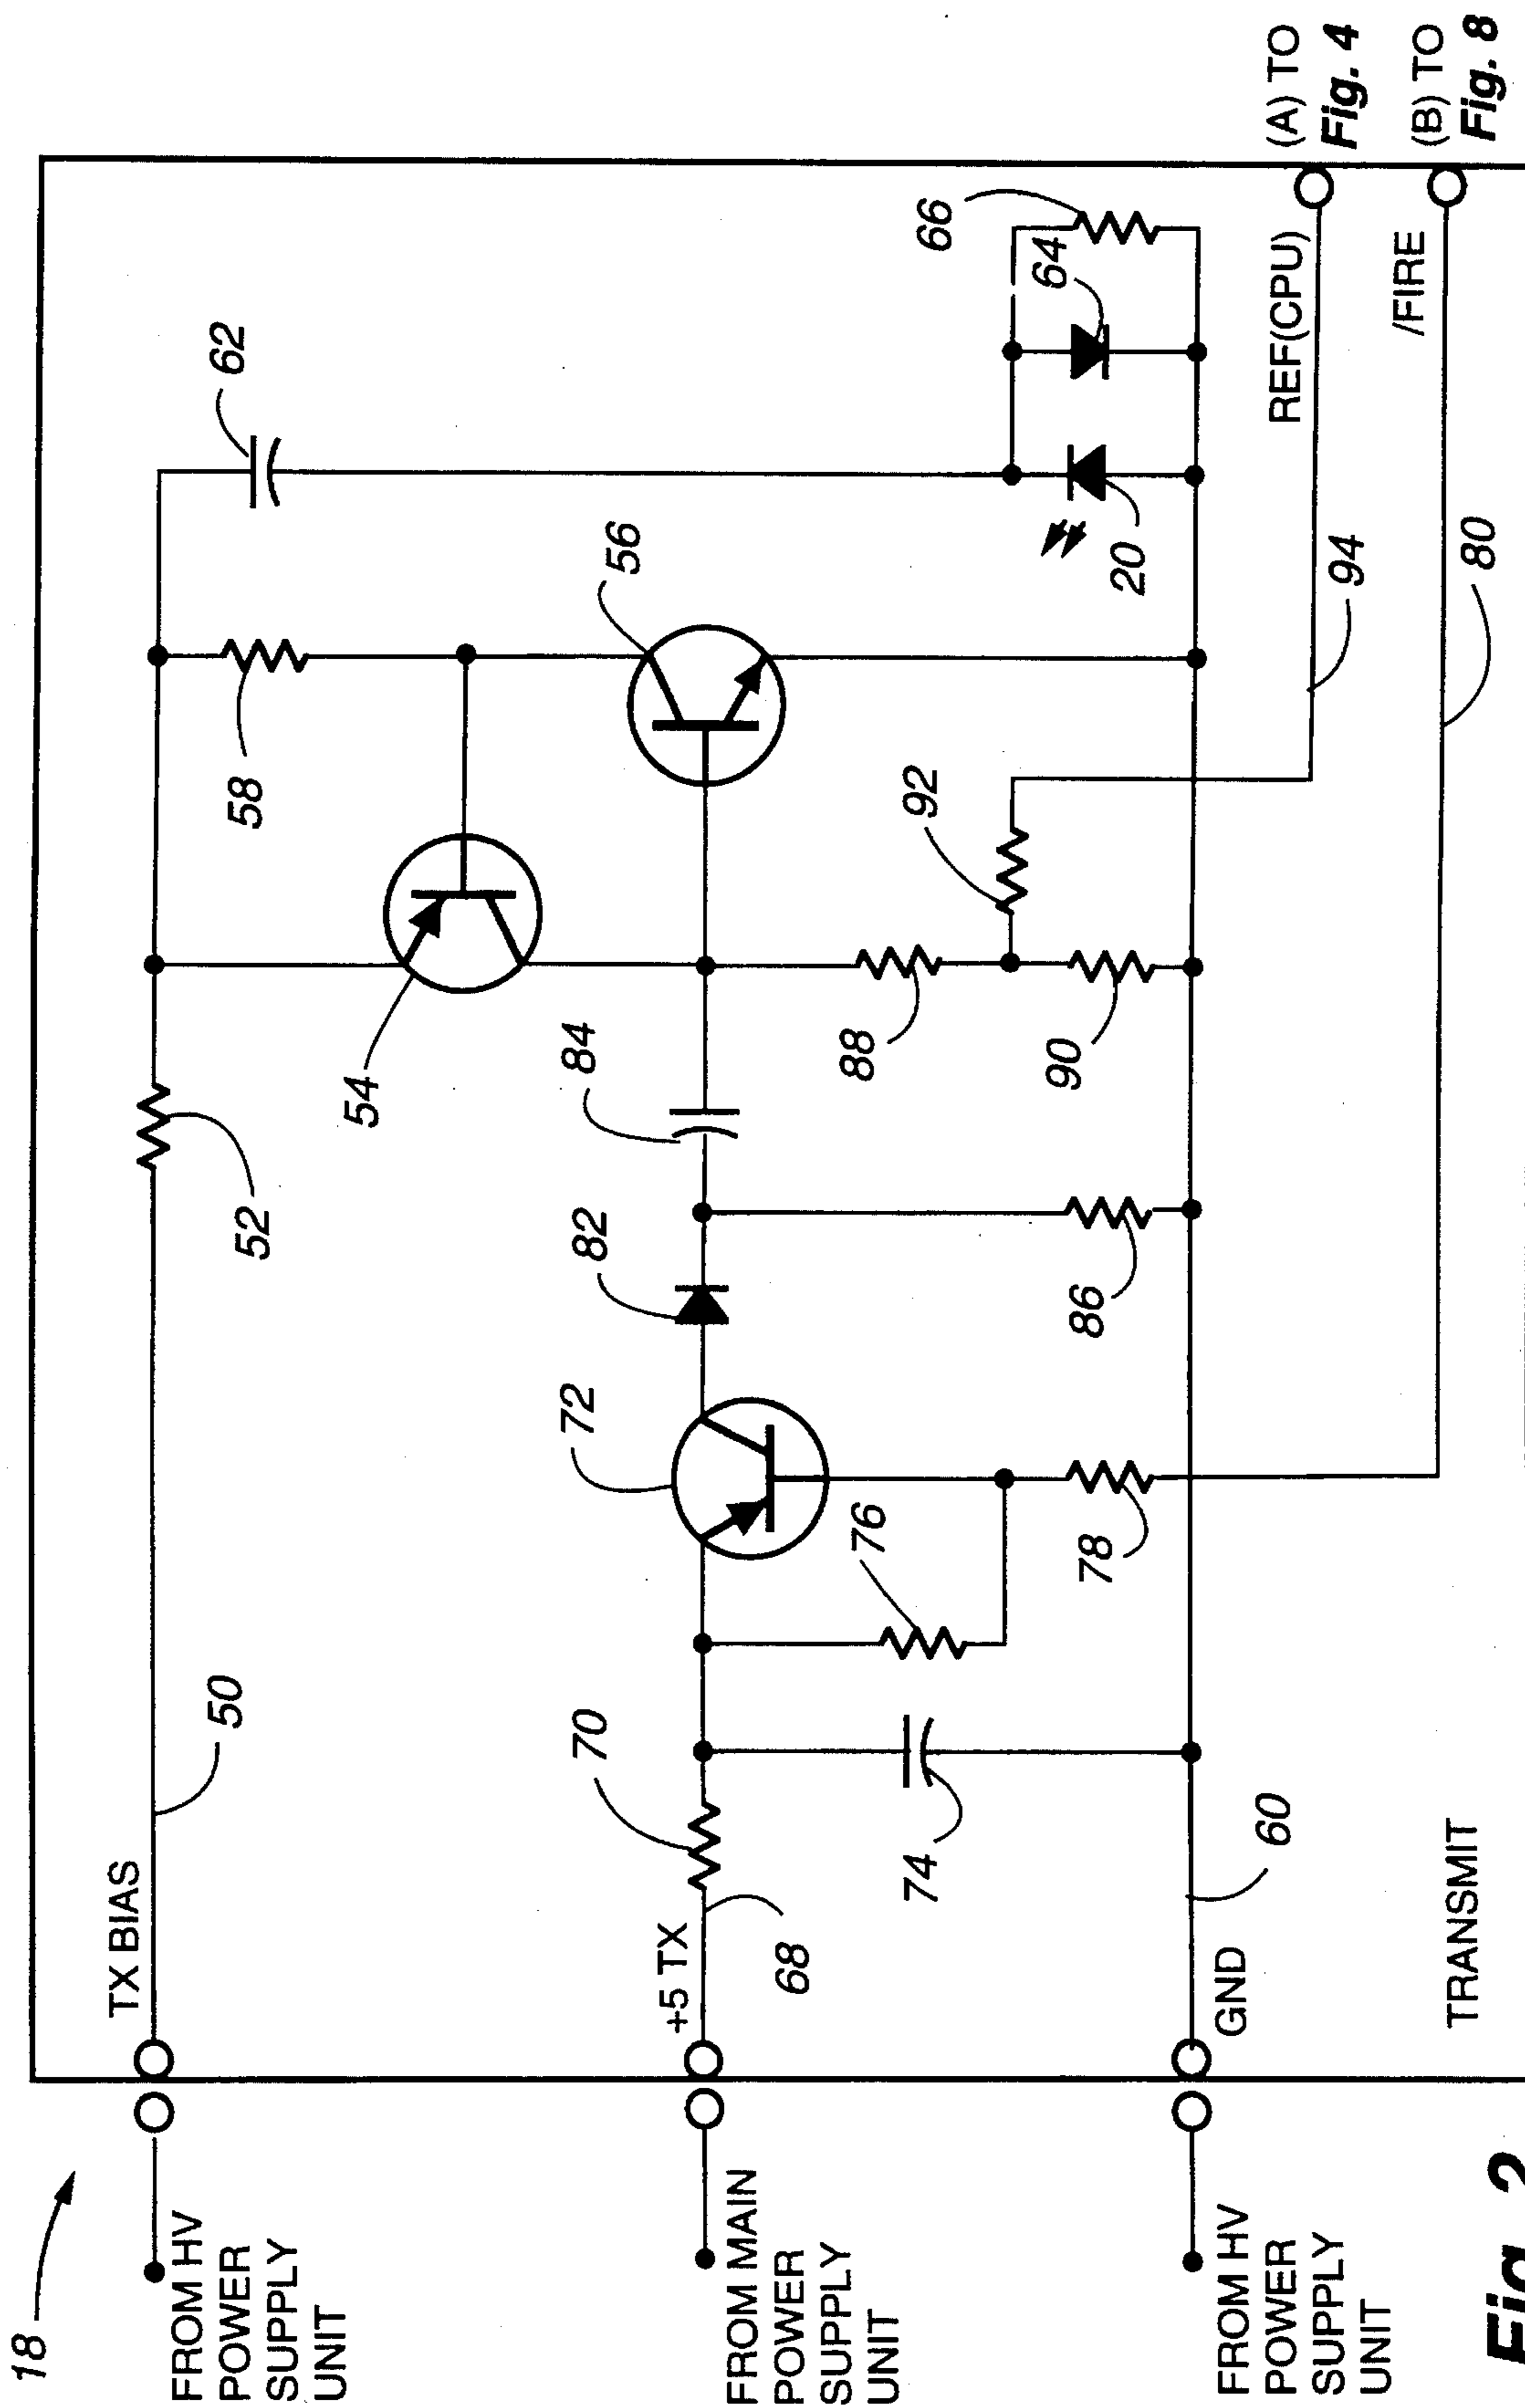 18
TX BIAS
50
52
54
58
56
62
FROM HV
POWER
SUPPLY
UNIT
+5 TX
68
70
72
76
74
82
84
88
92
90
66
64
20
FROM MAIN
POWER
SUPPLY
UNIT
78
86
REF(CPU)
(A) TO
Fig. 4
94
GND
60
FROM HV
POWER
SUPPLY
UNIT
/FIRE
(B) TO
Fig. 8
80
TRANSMIT
Fig. 2